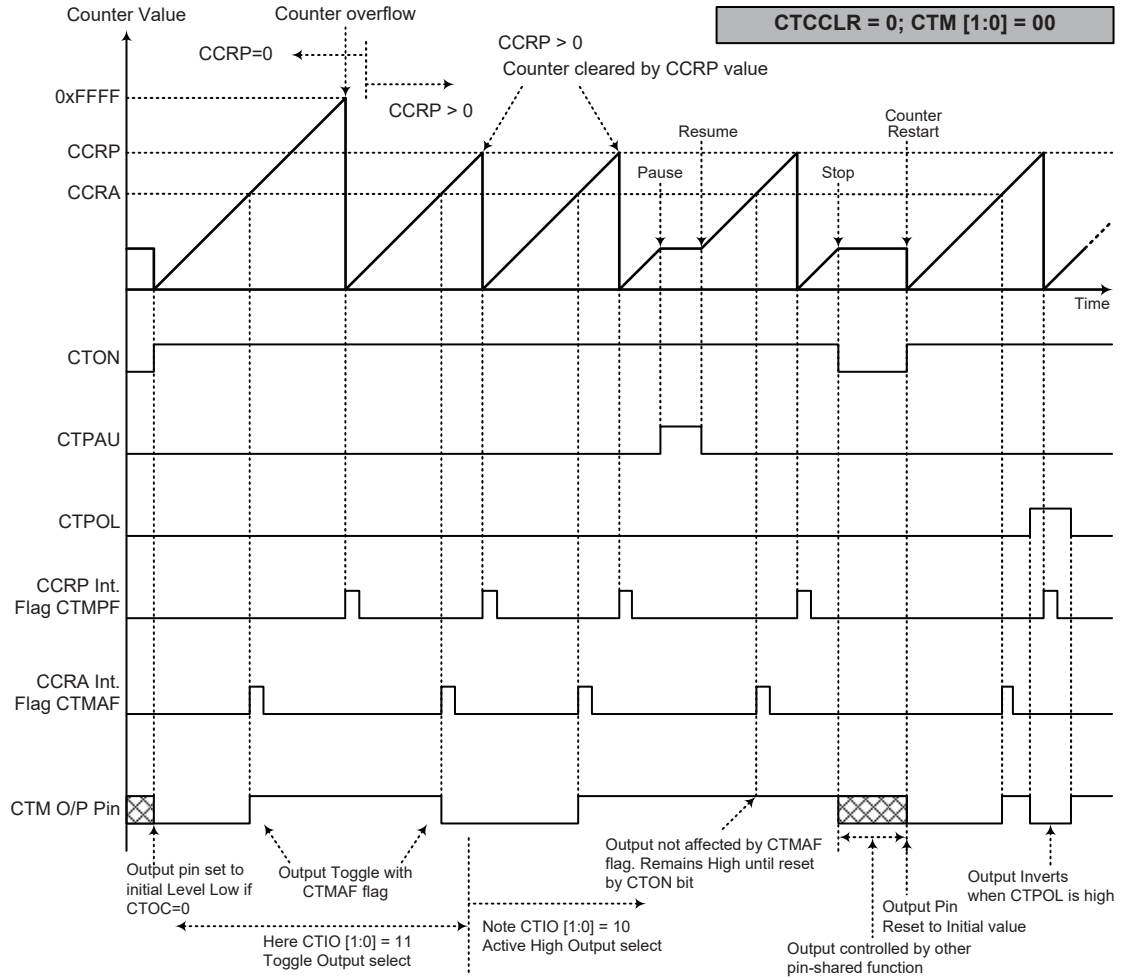 Counter Value
Counter overflow
CTCCLR = 0; CTM [1:0] = 00
CCRP=0
CCRP > 0
CCRP > 0
Counter cleared by CCRP value
0xFFFF
CCRP
CCRA
Pause
Resume
Stop
Counter
Restart
Time
CTON
CTPAU
CTPOL
CCRP Int.
Flag CTMPF
CCRA Int.
Flag CTMAF
CTM O/P Pin
Output pin set to
initial Level Low if
CTOC=0
Output Toggle with
CTMAF flag
Here CTIO [1:0] = 11
Toggle Output select
Note CTIO [1:0] = 10
Active High Output select
Output not affected by CTMAF
flag. Remains High until reset
by CTON bit
Output controlled by other
pin-shared function
Output Pin
Reset to Initial value
Output Inverts
when CTPOL is high